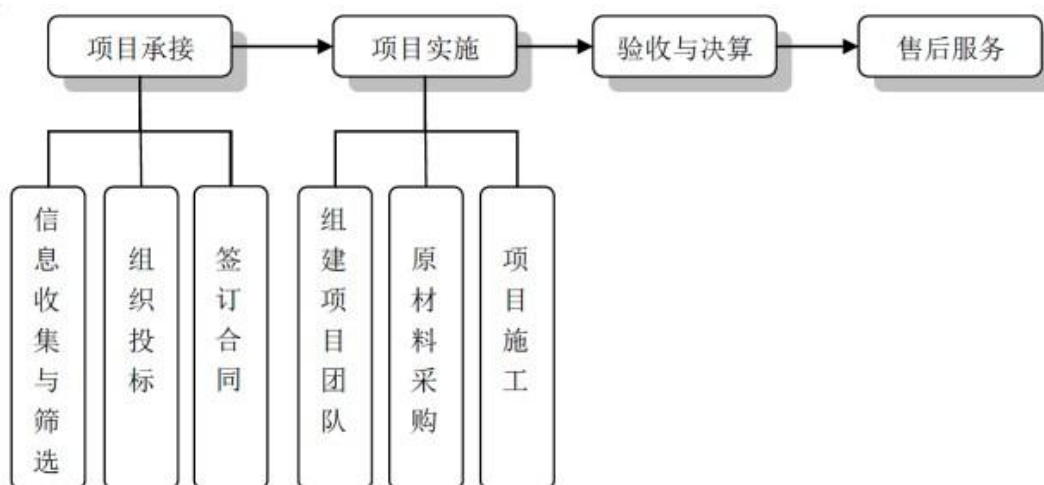 项目承接
项目实施
验收与决算
售后服务
信息收集与筛选
组织投标
签订合同
组建项目团队
原材料采购
项目施工